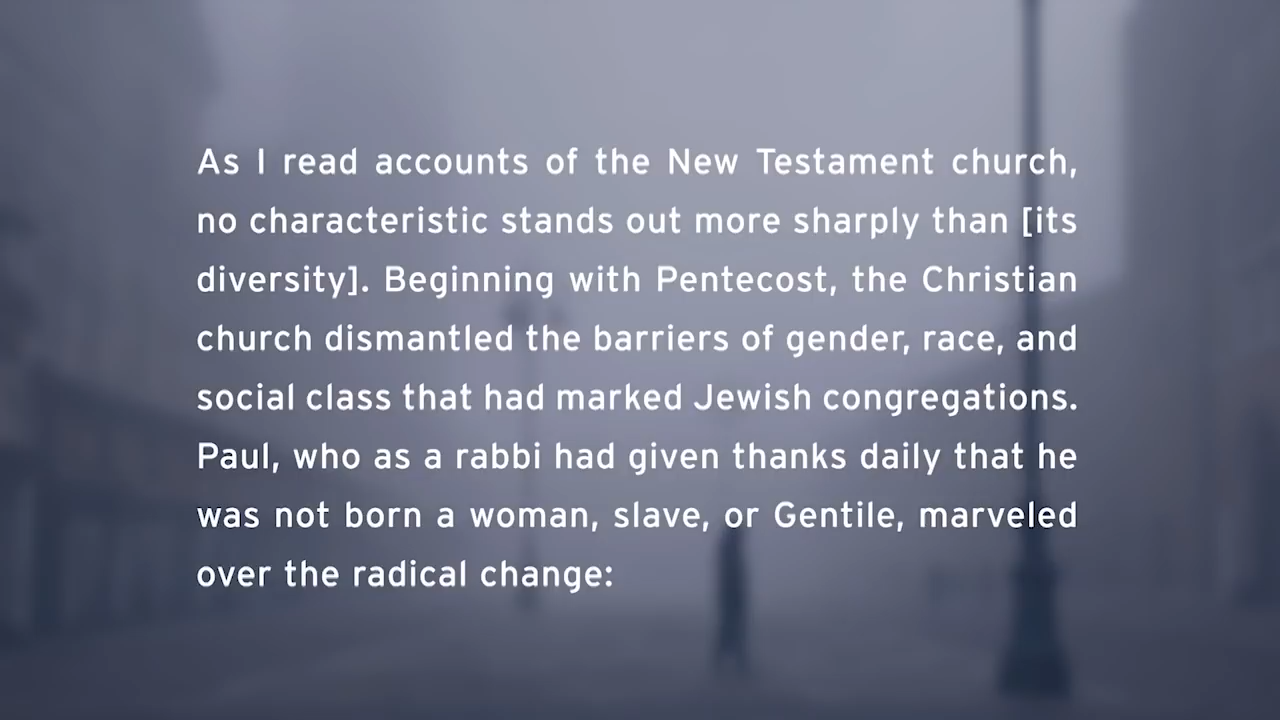 As I read accounts of the New Testament church,
no characteristic stands out more sharply than [its
diversity]. Beginning with Pentecost, the Christian
church dismantled the barriers of gender, race, and
social class that had marked Jewish congregations.
Paul, who as a rabbi had given thanks daily that he
was not born a woman, slave, or Gentile, marveled
over the radical change: